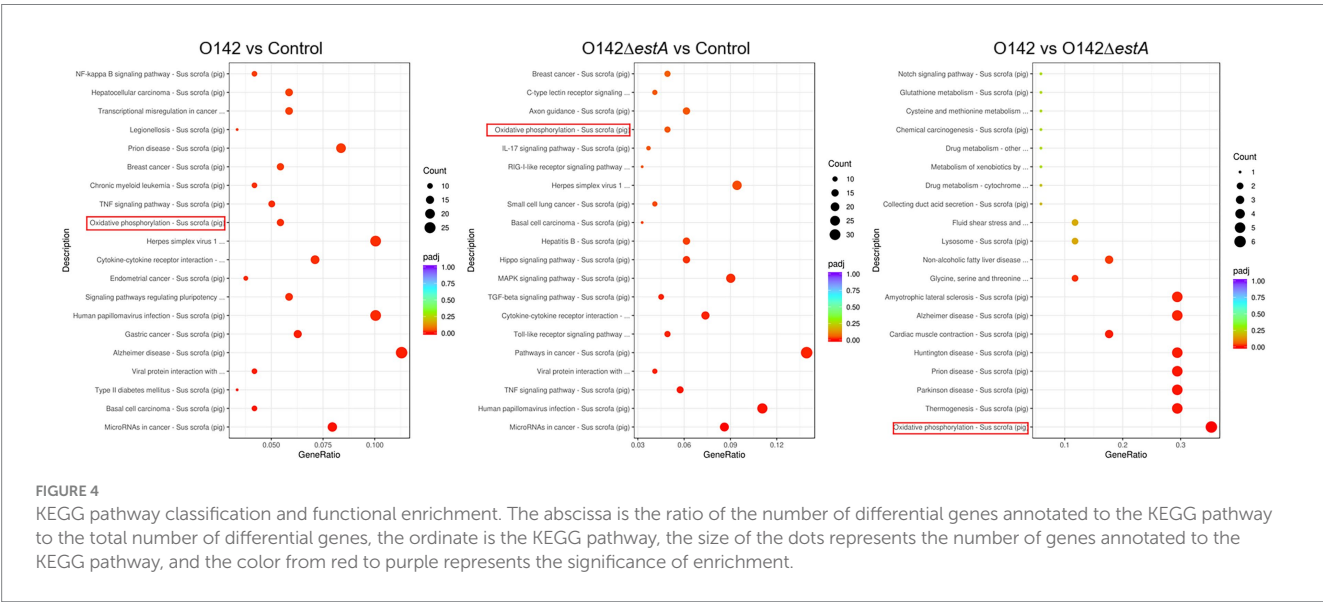 O142 vs Control
NF-kappa B signaling pathway - Sus scrofa (pig)
Hepatocellular carcinoma - Sus scrofa (pig)
Transcriptional misregulation in cancer ...
Legionellosis - Sus scrofa (pig)
Prion disease - Sus scrofa (pig)
Breast cancer - Sus scrofa (pig)
Chronic myeloid leukemia - Sus scrofa (pig)
TNF signaling pathway - Sus scrofa (pig)
Oxidative phosphorylation - Sus scrofa (pig)
Herpes simplex virus 1 ...
Cytokine-cytokine receptor interaction - ...
Endometrial cancer - Sus scrofa (pig)
Signaling pathways regulating pluripotency ...
Human papillomavirus infection - Sus scrofa (pig)
Gastric cancer - Sus scrofa (pig)
Alzheimer disease - Sus scrofa (pig)
Viral protein interaction with ...
Type II diabetes mellitus - Sus scrofa (pig)
Basal cell carcinoma - Sus scrofa (pig)
MicroRNAs in cancer - Sus scrofa (pig)
Description
0.050 0.075 0.100
GeneRatio
Count
10
15
20
25
padj
1.00
0.75
0.50
0.25
0.00
O142ΔestA vs Control
Breast cancer - Sus scrofa (pig)
C-type lectin receptor signaling ...
Axon guidance - Sus scrofa (pig)
Oxidative phosphorylation - Sus scrofa (pig)
IL-17 signaling pathway - Sus scrofa (pig)
RIG-I-like receptor signaling pathway ...
Herpes simplex virus 1 ...
Small cell lung cancer - Sus scrofa (pig)
Basal cell carcinoma - Sus scrofa (pig)
Hepatitis B - Sus scrofa (pig)
Hippo signaling pathway - Sus scrofa (pig)
MAPK signaling pathway - Sus scrofa (pig)
TGF-beta signaling pathway - Sus scrofa (pig)
Cytokine-cytokine receptor interaction - ...
Toll-like receptor signaling pathway ...
Pathways in cancer - Sus scrofa (pig)
Viral protein interaction with ...
TNF signaling pathway - Sus scrofa (pig)
Human papillomavirus infection - Sus scrofa (pig)
MicroRNAs in cancer - Sus scrofa (pig)
Description
0.03 0.06 0.09 0.12
GeneRatio
Count
10
15
20
25
30
padj
1.00
0.75
0.50
0.25
0.00
O142 vs O142ΔestA
Notch signaling pathway - Sus scrofa (pig)
Glutathione metabolism - Sus scrofa (pig)
Cysteine and methionine metabolism ...
Chemical carcinogenesis - Sus scrofa (pig)
Drug metabolism - other ...
Metabolism of xenobiotics by ...
Drug metabolism - cytochrome ...
Collecting duct acid secretion - Sus scrofa (pig)
Fluid shear stress and ...
Lysosome - Sus scrofa (pig)
Non-alcoholic fatty liver disease ...
Glycine, serine and threonine ...
Amyotrophic lateral sclerosis - Sus scrofa (pig)
Alzheimer disease - Sus scrofa (pig)
Cardiac muscle contraction - Sus scrofa (pig)
Huntington disease - Sus scrofa (pig)
Prion disease - Sus scrofa (pig)
Parkinson disease - Sus scrofa (pig)
Thermogenesis - Sus scrofa (pig)
Oxidative phosphorylation - Sus scrofa (pig)
Description
0.1 0.2 0.3
GeneRatio
Count
1
2
3
4
5
6
padj
1.00
0.75
0.50
0.25
0.00
FIGURE 4
KEGG pathway classification and functional enrichment. The abscissa is the ratio of the number of differential genes annotated to the KEGG pathway
to the total number of differential genes, the ordinate is the KEGG pathway, the size of the dots represents the number of genes annotated to the
KEGG pathway, and the color from red to purple represents the significance of enrichment.